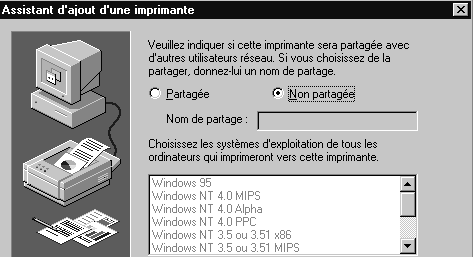 Assistant d'ajout d'une imprimante
Veuillez indiquer si cette imprimante sera partagée avec
d'autres utilisateurs réseau. Si vous choisissez de la
partager, donnez-lui un nom de partage.
Partagée
Non partagée
Nom de partage :
Choisissez les systèmes d'exploitation de tous les
ordinateurs qui imprimeront vers cette imprimante.
Windows 95
Windows NT 4.0 MIPS
Windows NT 4.0 Alpha
Windows NT 4.0 PPC
Windows NT 3.5 ou 3.51 x86
Windows NT 3.5 ou 3.51 MIPS